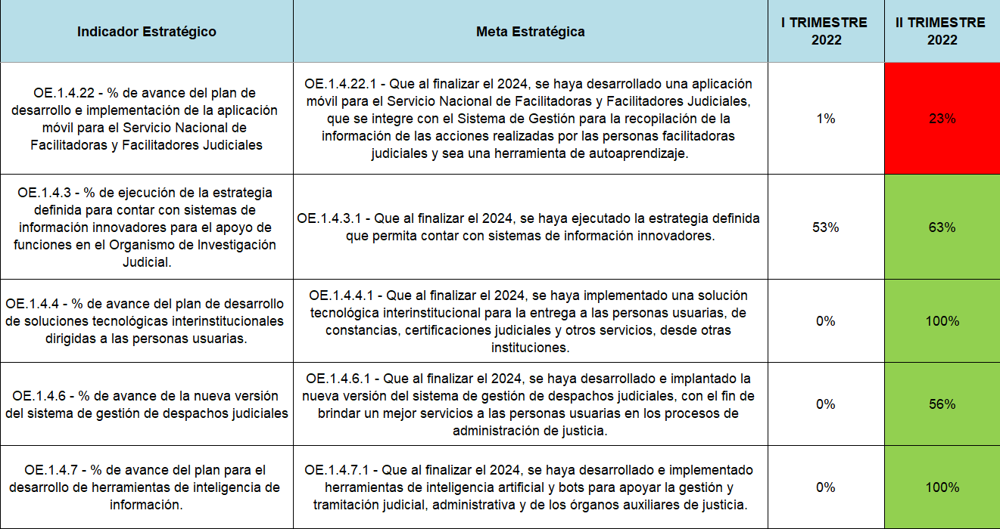 Indicador Estratégico
Meta Estratégica
I TRIMESTRE
2022
II TRIMESTRE
2022
OE.1.4.22 - % de avance del plan de
desarrollo e implementación de la aplicación
móvil para el Servicio Nacional de
Facilitadoras y Facilitadores Judiciales
OE.1.4.22.1 - Que al finalizar el 2024, se haya desarrollado una aplicación
móvil para el Servicio Nacional de Facilitadoras y Facilitadores Judiciales,
que se integre con el Sistema de Gestión para la recopilación de la
información de las acciones realizadas por las personas facilitadoras
judiciales y sea una herramienta de autoaprendizaje.
1%
23%
OE.1.4.3 - % de ejecución de la estrategia
definida para contar con sistemas de
información innovadores para el apoyo de
funciones en el Organismo de Investigación
Judicial.
OE.1.4.3.1 - Que al finalizar el 2024, se haya ejecutado la estrategia definida
que permita contar con sistemas de información innovadores.
53%
63%
OE.1.4.4 - % de avance del plan de desarrollo
de soluciones tecnológicas interinstitucionales
dirigidas a las personas usuarias.
OE.1.4.4.1 - Que al finalizar el 2024, se haya implementado una solución
tecnológica interinstitucional para la entrega a las personas usuarias, de
constancias, certificaciones judiciales y otros servicios, desde otras
instituciones.
0%
100%
OE.1.4.6 - % de avance de la nueva versión
del sistema de gestión de despachos judiciales
OE.1.4.6.1 - Que al finalizar el 2024, se haya desarrollado e implantado la
nueva versión del sistema de gestión de despachos judiciales, con el fin de
brindar un mejor servicios a las personas usuarias en los procesos de
administración de justicia.
0%
56%
OE.1.4.7 - % de avance del plan para el
desarrollo de herramientas de inteligencia de
información.
OE.1.4.7.1 - Que al finalizar el 2024, se haya desarrollado e implementado
herramientas de inteligencia artificial y bots para apoyar la gestión y
tramitación judicial, administrativa y de los órganos auxiliares de justicia.
0%
100%